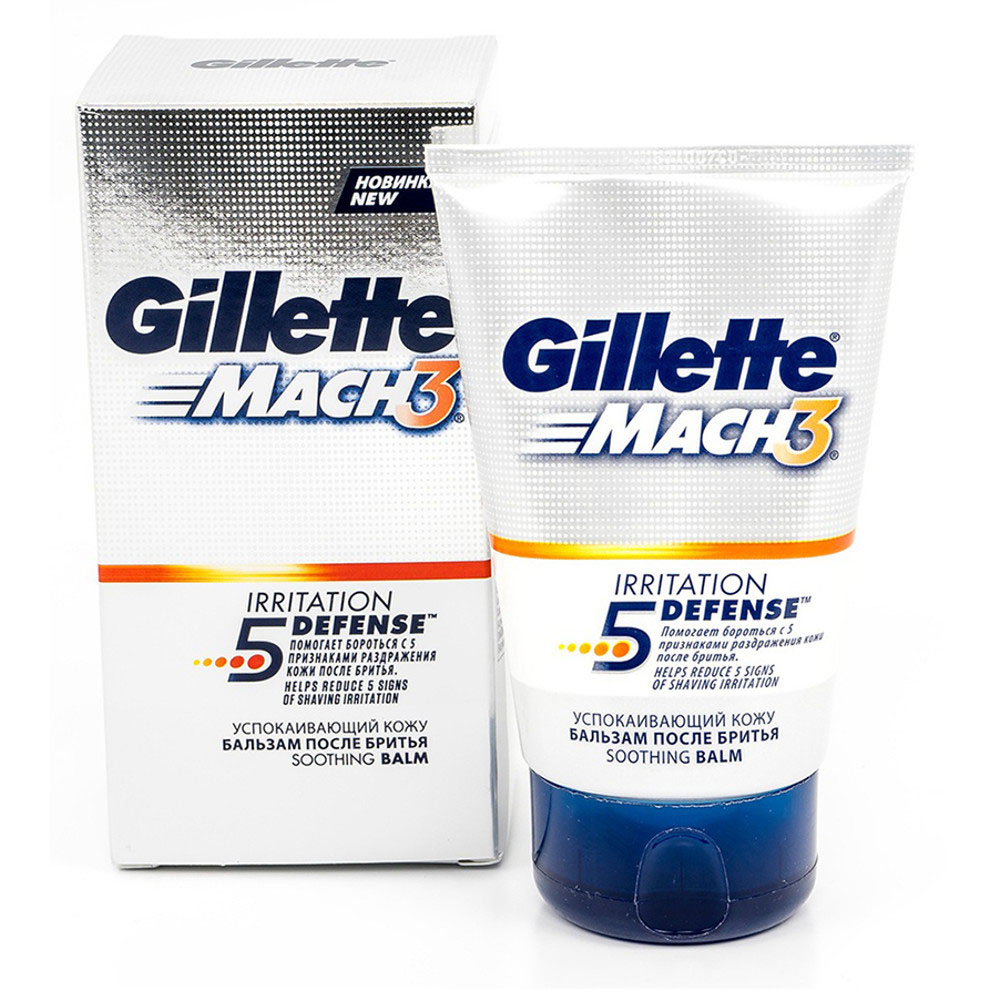 Gillette
НОВИНКА
NEW
Gillette
MACH3®
IRRITATION
5 DEFENSE™
ПОМОГАЕТ БОРОТЬСЯ С 5
ПРИЗНАКАМИ РАЗДРАЖЕНИЯ
КОЖИ ПОСЛЕ БРИТЬЯ.
HELPS REDUCE 5 SIGNS
OF SHAVING IRRITATION
УСПОКАИВАЮЩИЙ КОЖУ
БАЛЬЗАМ ПОСЛЕ БРИТЬЯ
SOOTHING BALM
Gillette®
MACH3®
IRRITATION
5 DEFENSE™
Помогает бороться с 5
признаками раздражения кожи
после бритья.
HELPS REDUCE 5 SIGNS
OF SHAVING IRRITATION
УСПОКАИВАЮЩИЙ КОЖУ
БАЛЬЗАМ ПОСЛЕ БРИТЬЯ
SOOTHING BALM